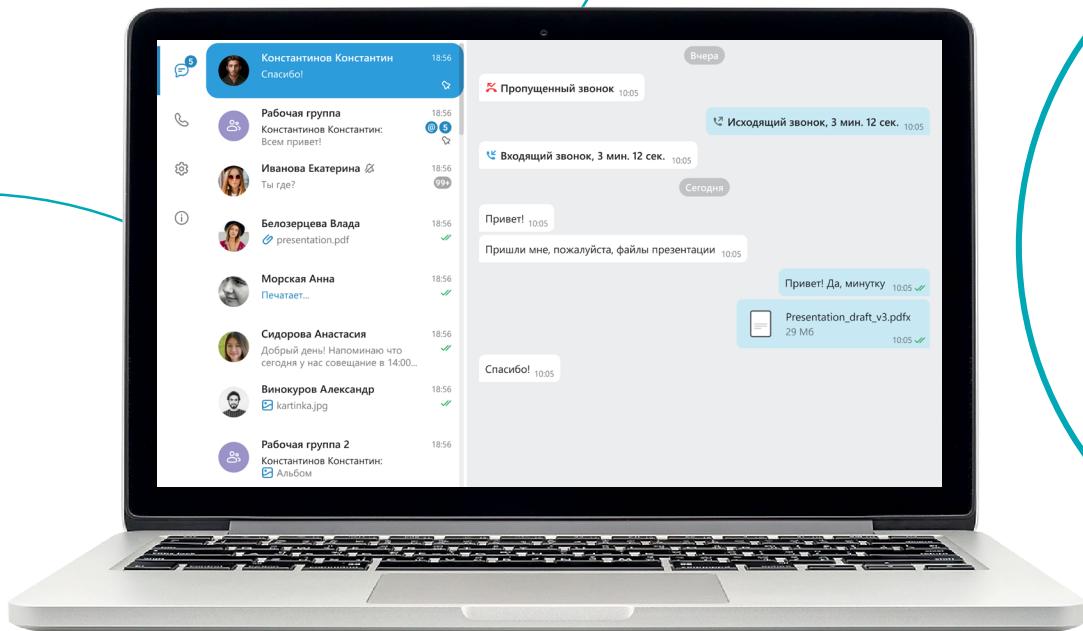 5
Константинов Константин 18:56
Спасибо!
Рабочая группа 18:56
Константинов Константин: @ 5
Всем привет!
Иванова Екатерина 18:56
Ты где? 99+
Белозерцева Влада 18:56
presentation.pdf
Морская Анна 18:56
Печатает...
Сидорова Анастасия 18:56
Добрый день! Напоминаю что
сегодня у нас совещание в 14:00...
Винокуров Александр 18:56
kartinka.jpg
Рабочая группа 2 18:56
Константинов Константин:
Альбом
Вчера
Пропущенный звонок 10:05
Исходящий звонок, 3 мин. 12 сек. 10:05
Входящий звонок, 3 мин. 12 сек. 10:05
Сегодня
Привет! 10:05
Пришли мне, пожалуйста, файлы презентации 10:05
Привет! Да, минутку 10:05
Presentation_draft_v3.pdfx
29 М6
10:05
Спасибо! 10:05